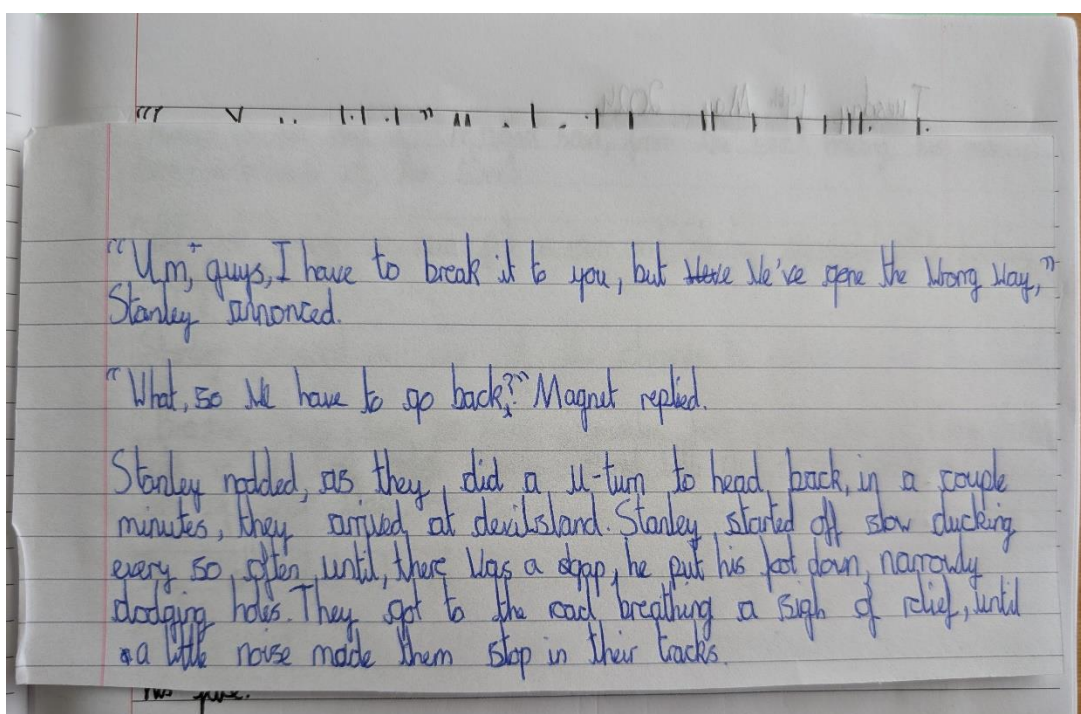 "Um, guys, I have to break it to you, but We've gone the Wrong Way,"
Stanley annonced.
"What, so We have to go back?" Magnet replied.
Stanley nodded, as they, did a u-turn to head back, in a couple
minutes, they arrived at devilsland. Stanley started off slow ducking
every so often until, there Was a gap, he put his foot down, narrowly
dodging holes. They got to the road breathing a sigh of relief, until
a little noise made them stop in their tracks.